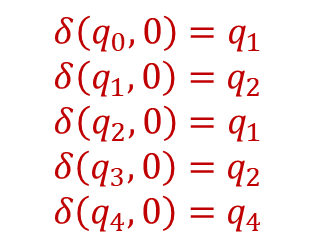 δ(q₀, 0) = q₁
δ(q₁, 0) = q₂
δ(q₂, 0) = q₁
δ(q₃, 0) = q₂
δ(q₄, 0) = q₄